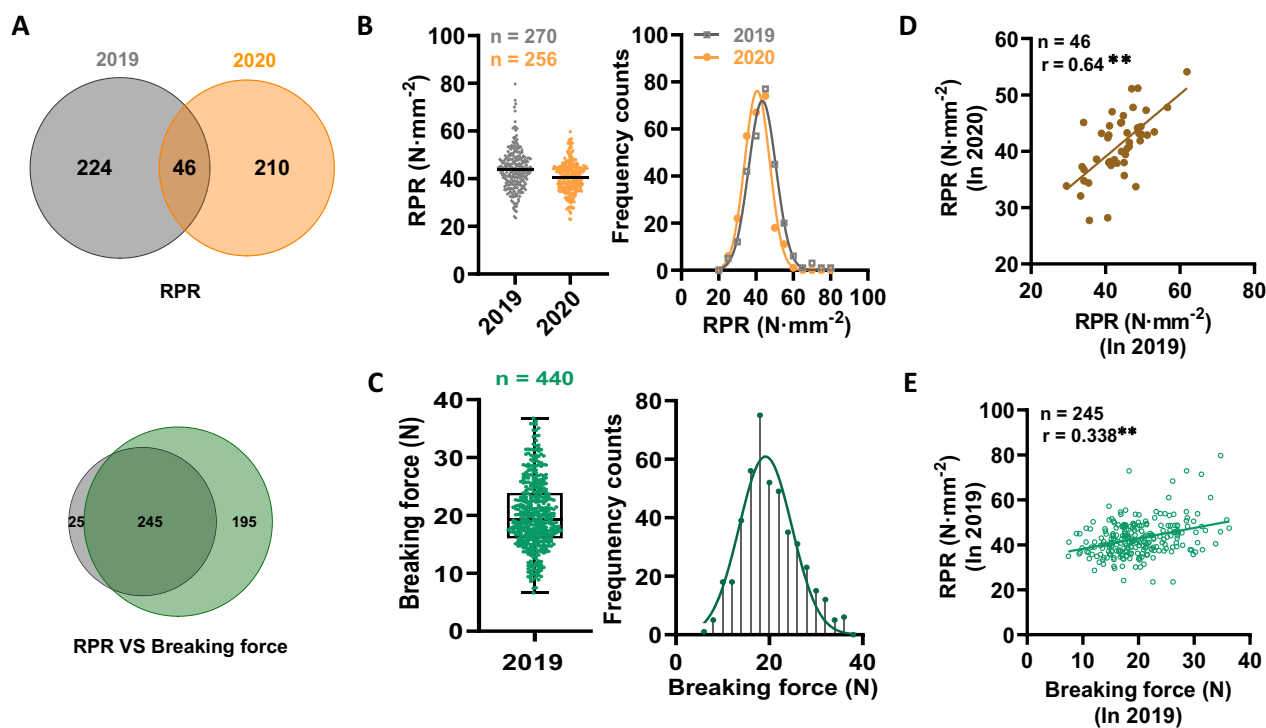 A
2019
2020
224
46
210
RPR
25
245
195
RPR VS Breaking force
B
n = 270
n = 256
RPR (N·mm-2)
100
80
60
40
20
0
2019
2020
2019
2020
Frequency counts
100
80
60
40
20
0
0
20
40
60
80
100
RPR (N·mm-2)
C
n = 440
Breaking force (N)
40
30
20
10
0
2019
Frequnency counts
80
60
40
20
0
0
20
40
Breaking force (N)
D
n = 46
r = 0.64**
RPR (N·mm-2)
(In 2020)
60
50
40
30
20
20
40
60
80
RPR (N·mm-2)
(In 2019)
E
n = 245
r = 0.338**
RPR (N·mm-2)
(In 2019)
100
80
60
40
20
0
0
10
20
30
40
Breaking force (N)
(In 2019)